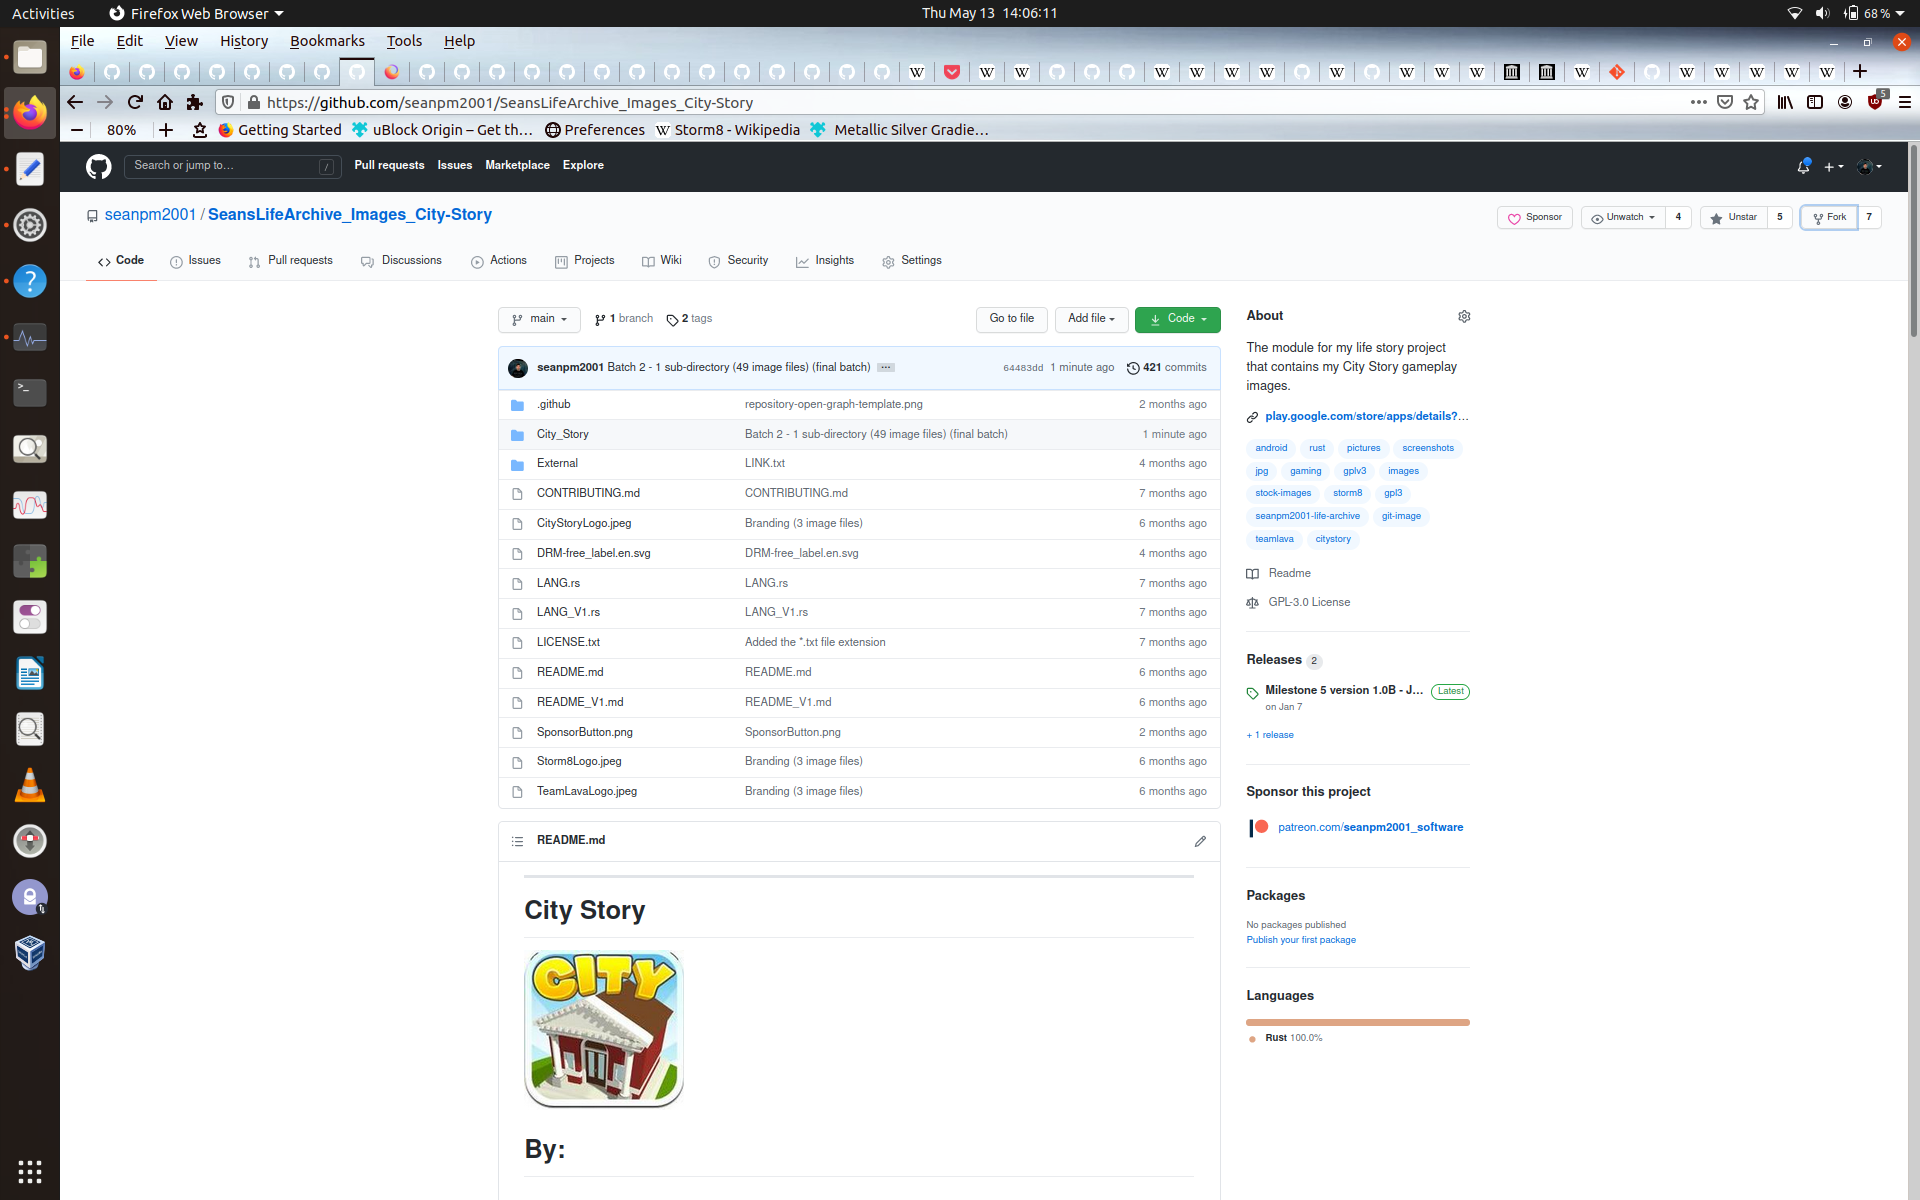 Activities Firefox Web Browser Thu May 13 14:06:11 68 %
File Edit View History Bookmarks Tools Help
https://github.com/seanpm2001/SeansLifeArchive_Images_City-Story 5
80% Getting Started uBlock Origin – Get th… Preferences Storm8 - Wikipedia Metallic Silver Gradie…
Search or jump to… / Pull requests Issues Marketplace Explore
seanpm2001 / SeansLifeArchive_Images_City-Story Sponsor Unwatch 4 Unstar 5 Fork 7
Code Issues Pull requests Discussions Actions Projects Wiki Security Insights Settings
main 1 branch 2 tags Go to file Add file Code
seanpm2001 Batch 2 - 1 sub-directory (49 image files) (final batch) ... 64483dd 1 minute ago 421 commits
.github repository-open-graph-template.png 2 months ago
City_Story Batch 2 - 1 sub-directory (49 image files) (final batch) 1 minute ago
External LINK.txt 4 months ago
CONTRIBUTING.md CONTRIBUTING.md 7 months ago
CityStoryLogo.jpeg Branding (3 image files) 6 months ago
DRM-free_label.en.svg DRM-free_label.en.svg 4 months ago
LANG.rs LANG.rs 7 months ago
LANG_V1.rs LANG_V1.rs 7 months ago
LICENSE.txt Added the *.txt file extension 7 months ago
README.md README.md 6 months ago
README_V1.md README_V1.md 6 months ago
SponsorButton.png SponsorButton.png 2 months ago
Storm8Logo.jpeg Branding (3 image files) 6 months ago
TeamLavaLogo.jpeg Branding (3 image files) 6 months ago
README.md
City Story
CITY
By:
About
The module for my life story project
that contains my City Story gameplay
images.
play.google.com/store/apps/details?…
android rust pictures screenshots
jpg gaming gplv3 images
stock-images storm8 gpl3
seanpm2001-life-archive git-image
teamlava citystory
Readme
GPL-3.0 License
Releases 2
Milestone 5 version 1.0B - J… Latest
on Jan 7
+ 1 release
Sponsor this project
patreon.com/seanpm2001_software
Packages
No packages published
Publish your first package
Languages
Rust 100.0%